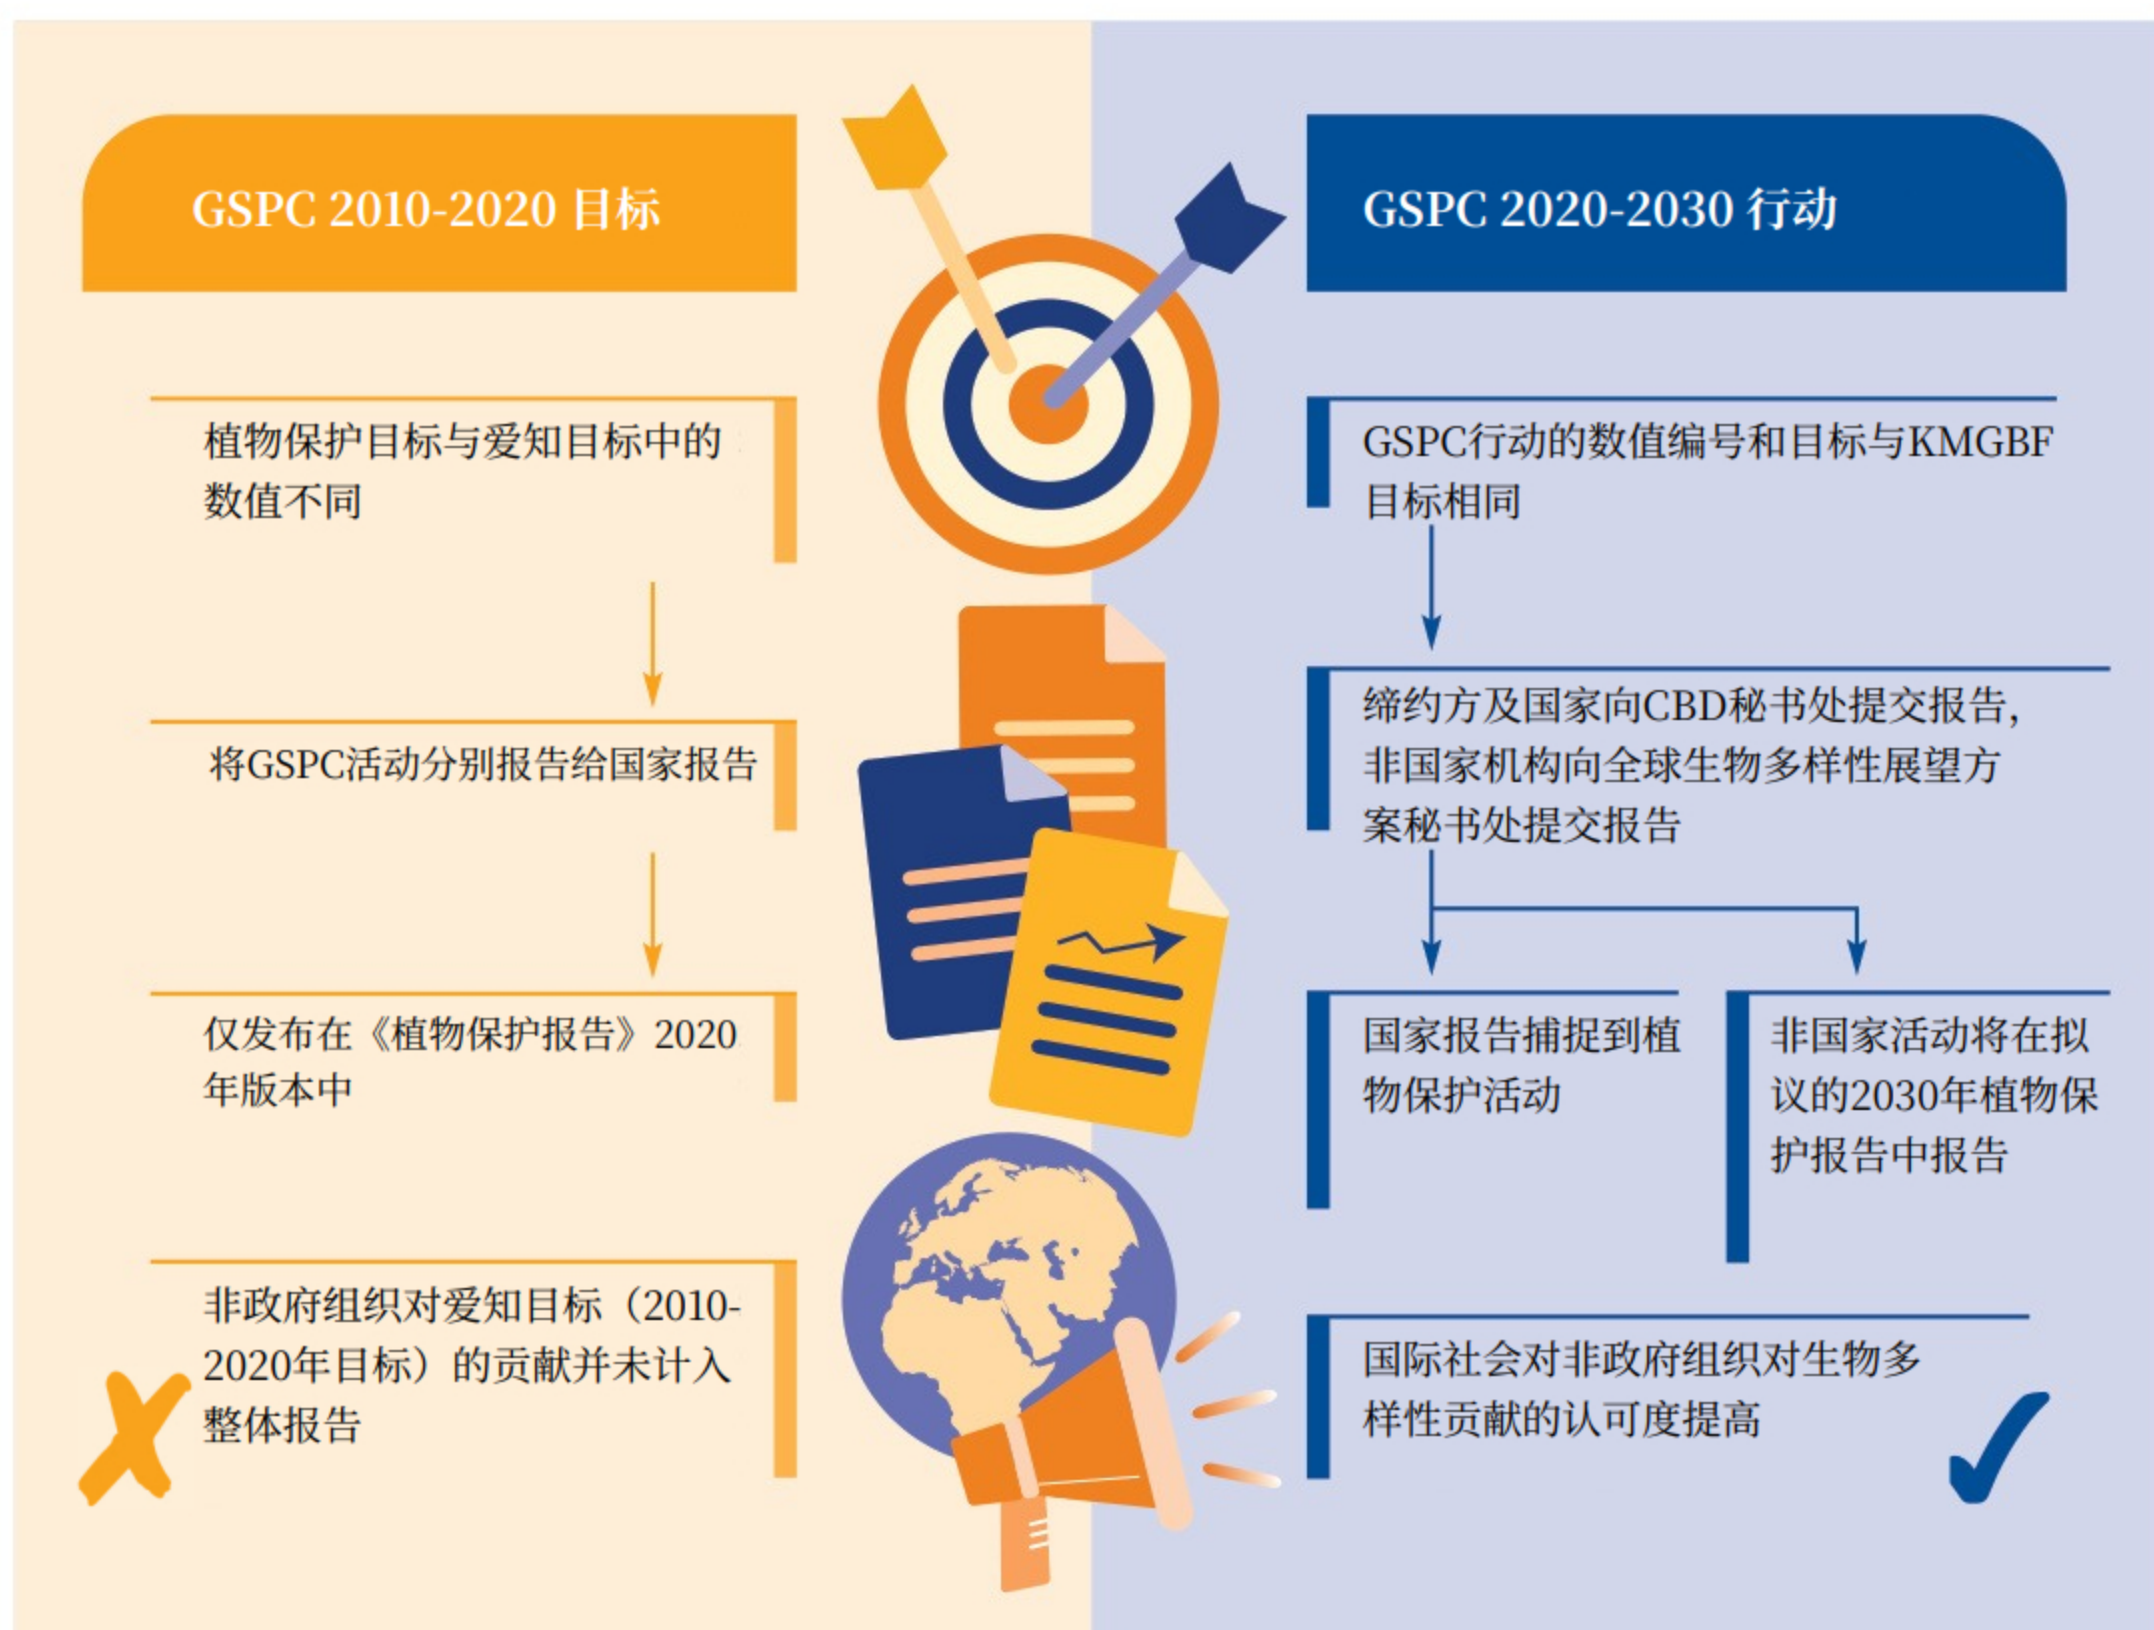 GSPC 2010-2020 目标
植物保护目标与爱知目标中的
数值不同
将GSPC活动分别报告给国家报告
仅发布在《植物保护报告》2020
年版本中
非政府组织对爱知目标（2010-
2020年目标）的贡献并未计入
整体报告
GSPC 2020-2030 行动
GSPC行动的数值编号和目标与KMGBF
目标相同
缔约方及国家向CBD秘书处提交报告，
非国家机构向全球生物多样性展望方
案秘书处提交报告
国家报告捕捉到植
物保护活动
非国家活动将在拟
议的2030年植物保
护报告中报告
国际社会对非政府组织对生物多
样性贡献的认可度提高